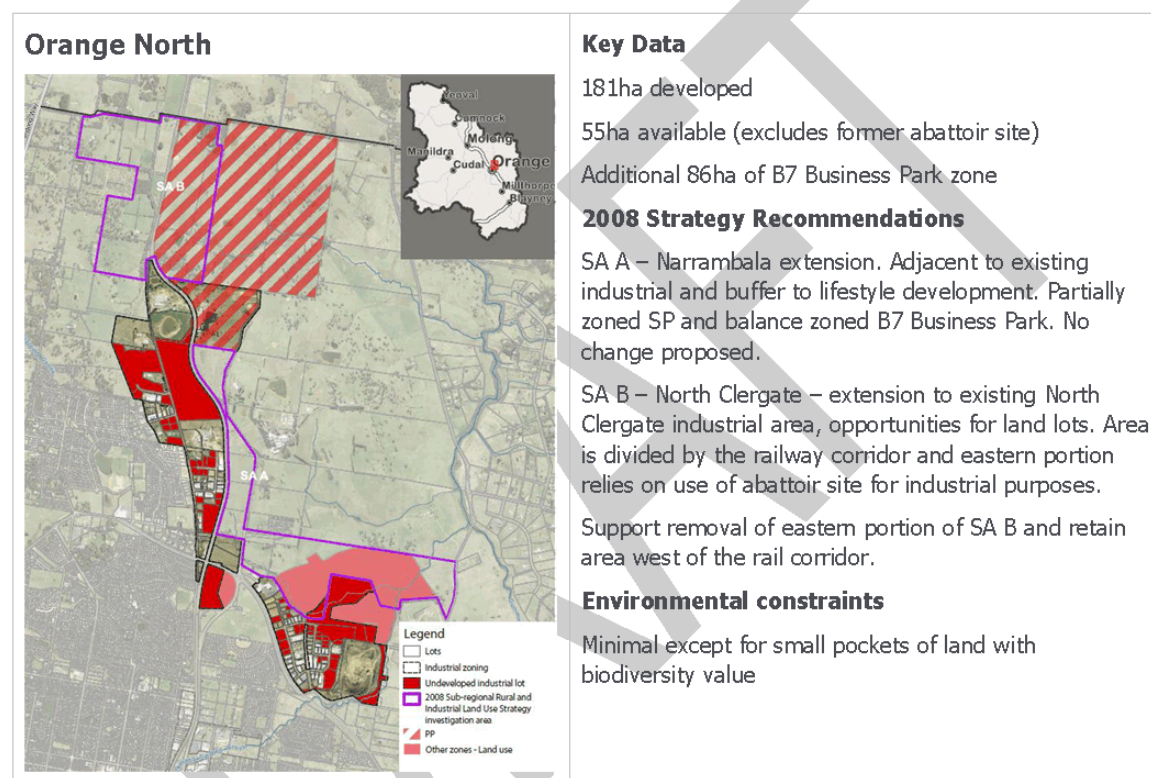 Orange North
Yeoval
Cumnock
Molong
Manildra
Orange
Cudal
Millthorpe
Blayney
SA B
SA A
Legend
Lots
Industrial zoning
Undeveloped industrial lot
2008 Sub-regional Rural and
Industrial Land Use Strategy
investigation area
PP
Other zones - Land use
Key Data
181ha developed
55ha available (excludes former abattoir site)
Additional 86ha of B7 Business Park zone
2008 Strategy Recommendations
SA A – Narrambala extension. Adjacent to existing
industrial and buffer to lifestyle development. Partially
zoned SP and balance zoned B7 Business Park. No
change proposed.
SA B – North Clergate – extension to existing North
Clergate industrial area, opportunities for land lots. Area
is divided by the railway corridor and eastern portion
relies on use of abattoir site for industrial purposes.
Support removal of eastern portion of SA B and retain
area west of the rail corridor.
Environmental constraints
Minimal except for small pockets of land with
biodiversity value